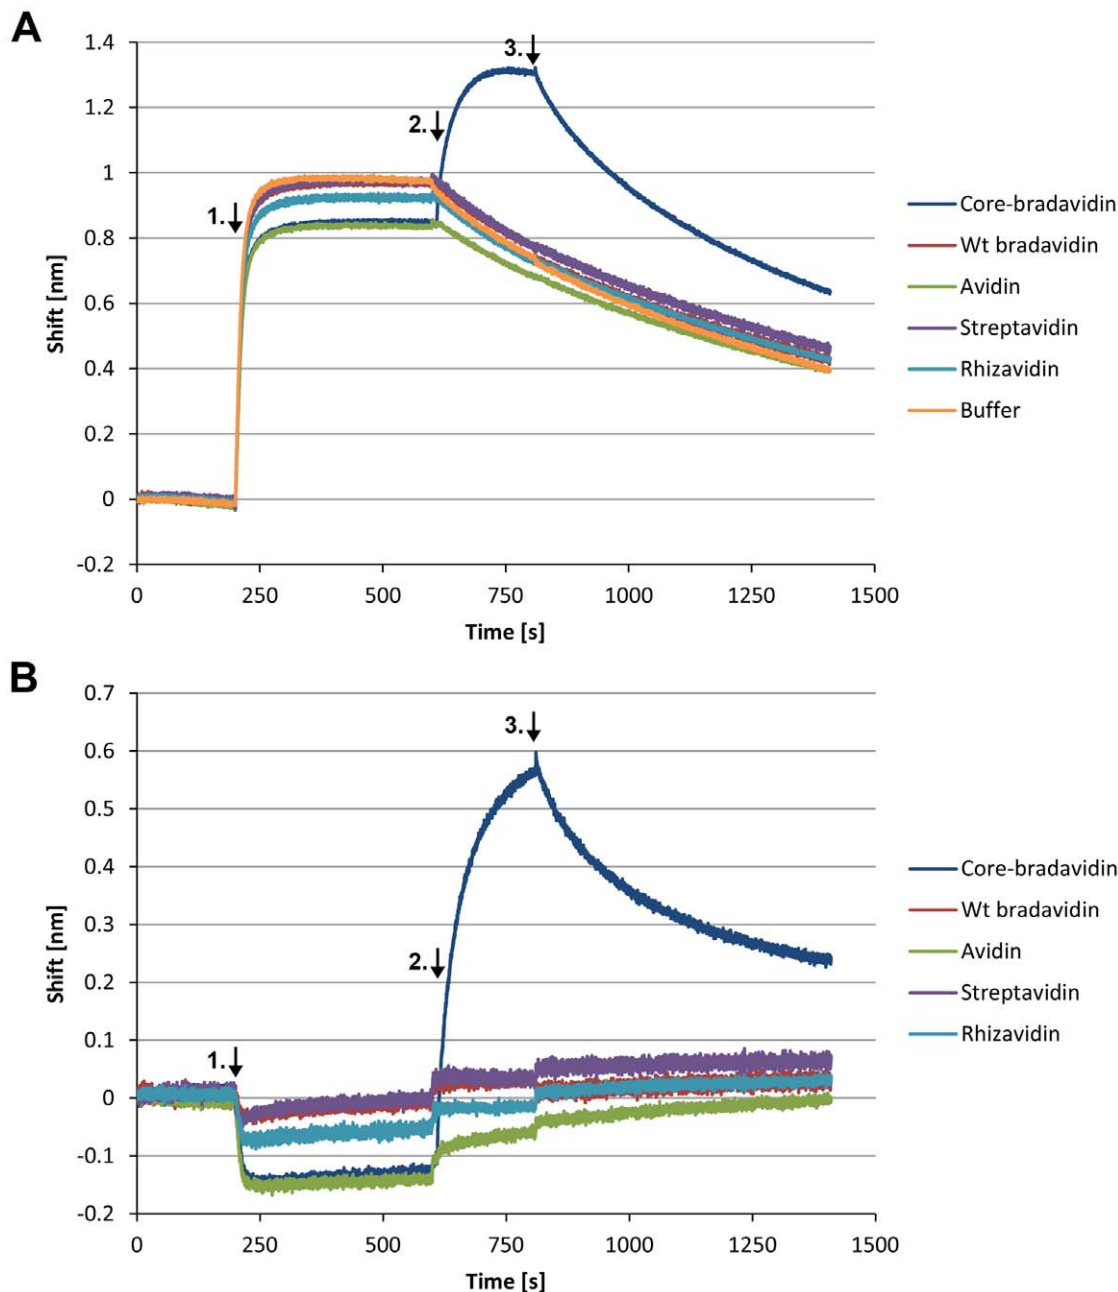 A
1.4
1.2
1
0.8
0.6
0.4
0.2
0
-0.2
Shift [nm]
1.
2.
3.
0
250
500
750
1000
1250
1500
Time [s]
Core-bradavidin
Wt bradavidin
Avidin
Streptavidin
Rhizavidin
Buffer
B
0.7
0.6
0.5
0.4
0.3
0.2
0.1
0
-0.1
-0.2
Shift [nm]
1.
2.
3.
0
250
500
750
1000
1250
1500
Time [s]
Core-bradavidin
Wt bradavidin
Avidin
Streptavidin
Rhizavidin